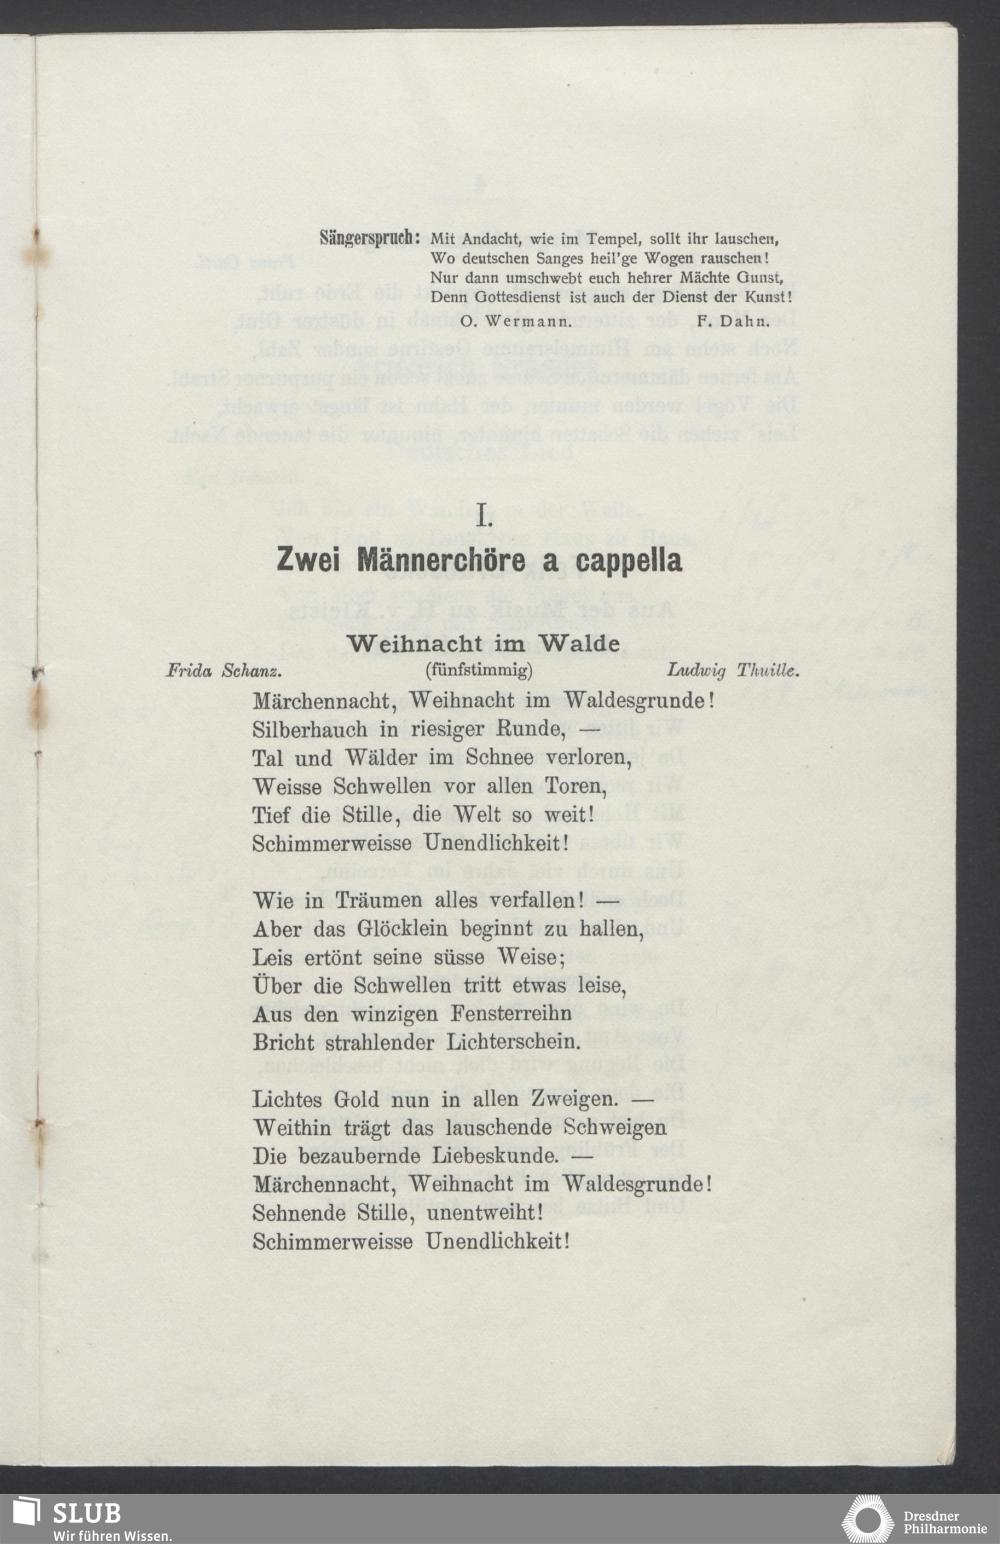 Sängerspruch: Mit Andacht, wie im Tempel, sollt ihr lauschen,
Wo deutschen Sanges heil'ge Wogen rauschen!
Nur dann umschwebt euch hehrer Mächte Gunst,
Denn Gottesdienst ist auch der Dienst der Kunst!
O. Wermann. F. Dahn.
I.
Zwei Männerchöre a cappella
Weihnacht im Walde
Frida Schanz. (fünfstimmig) Ludwig Thuille.
Märchennacht, Weihnacht im Waldesgrunde!
Silberhauch in riesiger Runde, —
Tal und Wälder im Schnee verloren,
Weisse Schwellen vor allen Toren,
Tief die Stille, die Welt so weit!
Schimmerweisse Unendlichkeit!
Wie in Träumen alles verfallen! —
Aber das Glöcklein beginnt zu hallen,
Leis ertönt seine süsse Weise;
Über die Schwellen tritt etwas leise,
Aus den winzigen Fensterreihn
Bricht strahlender Lichterschein.
Lichtes Gold nun in allen Zweigen. —
Weithin trägt das lauschende Schweigen
Die bezaubernde Liebeskunde. —
Märchennacht, Weihnacht im Waldesgrunde!
Sehnende Stille, unentweiht!
Schimmerweisse Unendlichkeit!
SLUB
Wir führen Wissen.
Dresdner
Philharmonie